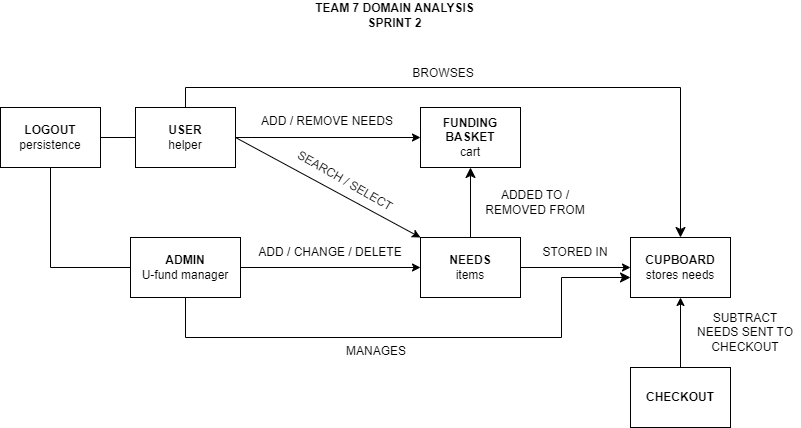 TEAM 7 DOMAIN ANALYSIS
SPRINT 2
BROWSES
LOGOUT
persistence
USER
helper
ADD / REMOVE NEEDS
FUNDING
BASKET
cart
SEARCH / SELECT
ADDED TO /
REMOVED FROM
ADMIN
U-fund manager
ADD / CHANGE / DELETE
NEEDS
items
STORED IN
CUPBOARD
stores needs
MANAGES
SUBTRACT
NEEDS SENT TO
CHECKOUT
CHECKOUT